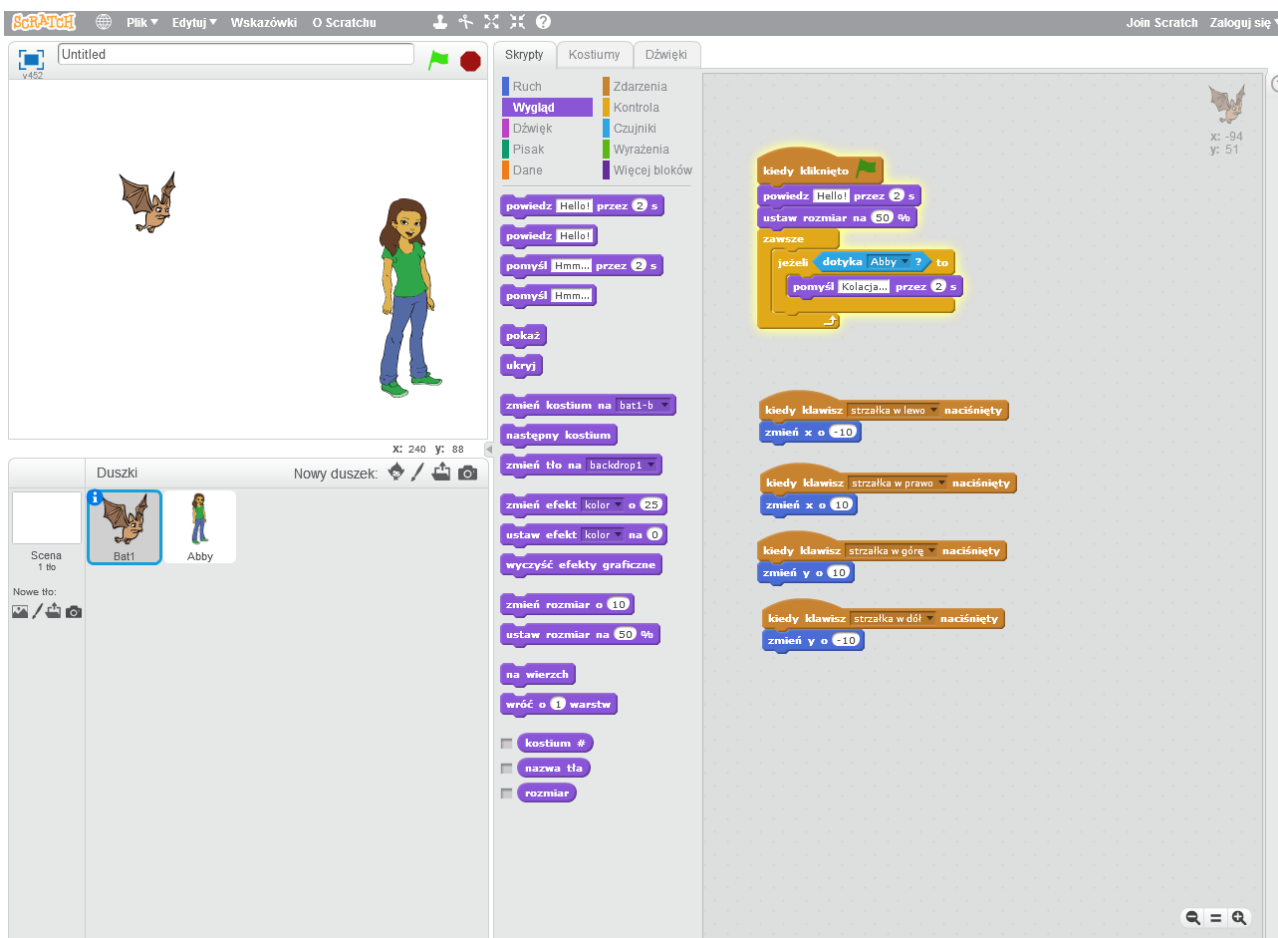 SCRATCH Plik Edytuj Wskazówki O Scratchu Join Scratch Zaloguj się
v452
Untitled
x: 240 y: 88
Duszki
Nowy duszek:
Scena
1 tło
Nowe tło:
Bat1
Abby
Skrypty Kostiumy Dźwięki
Ruch Zdarzenia
Wygląd Kontrola
Dźwięk Czujniki
Pisak Wyrażenia
Dane Więcej bloków
powiedz Hello! przez 2 s
powiedz Hello!
pomyśl Hmm... przez 2 s
pomyśl Hmm...
pokaż
ukryj
zmień kostium na bat1-b
następny kostium
zmień tło na backdrop1
zmień efekt kolor o 25
ustaw efekt kolor na 0
wyczyść efekty graficzne
zmień rozmiar o 10
ustaw rozmiar na 50 %
na wierzch
wróć o 1 warstw
kostium #
nazwa tła
rozmiar
x: -94
y: 51
kiedy kliknięto
powiedz Hello! przez 2 s
ustaw rozmiar na 50 %
zawsze
jeżeli dotyka Abby ? to
pomyśl Kolacja... przez 2 s
kiedy klawisz strzałka w lewo naciśnięty
zmień x o -10
kiedy klawisz strzałka w prawo naciśnięty
zmień x o 10
kiedy klawisz strzałka w górę naciśnięty
zmień y o 10
kiedy klawisz strzałka w dół naciśnięty
zmień y o -10